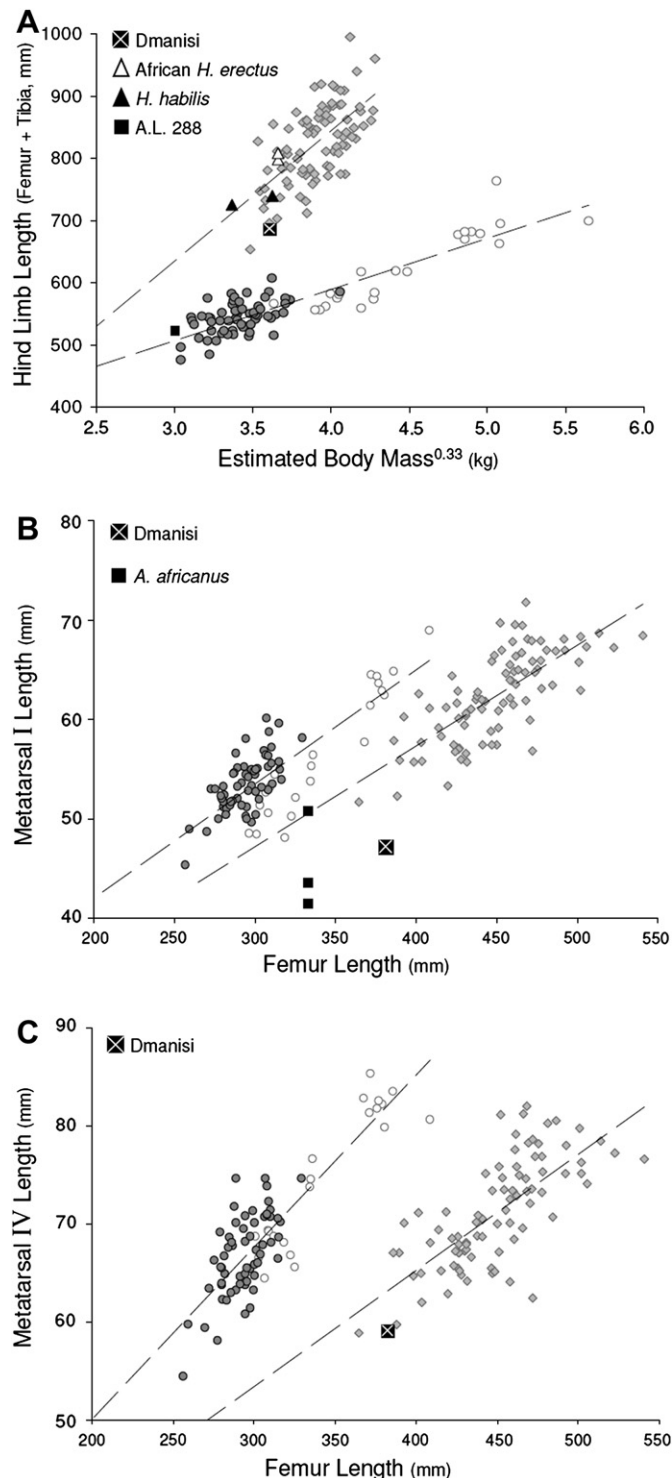 A
1000
900
800
700
600
500
400
Hind Limb Length (Femur + Tibia, mm)
Dmanisi
African H. erectus
H. habilis
A.L. 288
2.5 3.0 3.5 4.0 4.5 5.0 5.5 6.0
Estimated Body Mass0.33 (kg)
B
80
70
60
50
40
Metatarsal I Length (mm)
Dmanisi
A. africanus
200 250 300 350 400 450 500 550
Femur Length (mm)
C
90
80
70
60
50
Metatarsal IV Length (mm)
Dmanisi
200 250 300 350 400 450 500 550
Femur Length (mm)